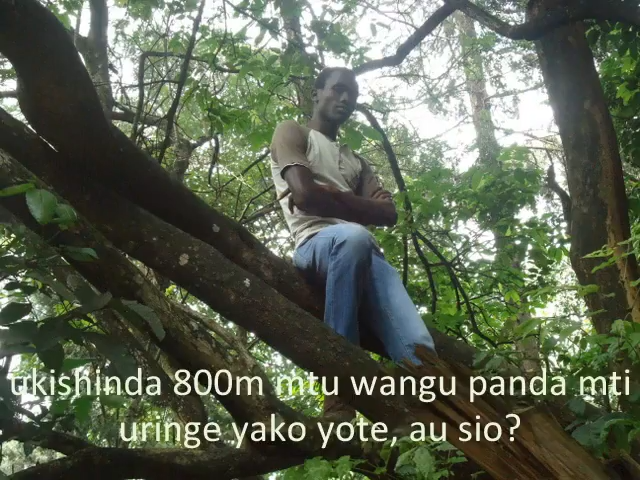 ukishinda 800m mtu wangu panda mti
uringe yako yote, au sio?